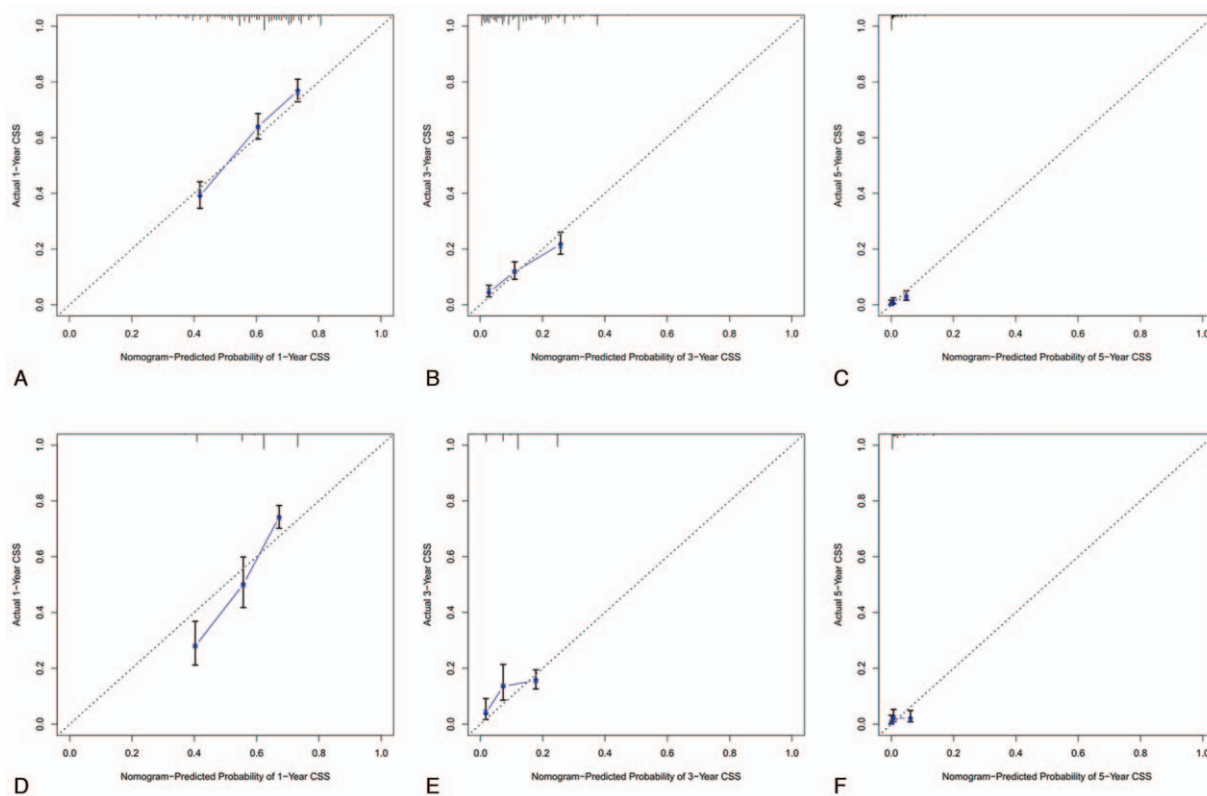 1.0
0.8
0.6
0.4
0.2
0.0
Actual 1-Year CSS
0.0 0.2 0.4 0.6 0.8 1.0
Nomogram-Predicted Probability of 1-Year CSS
A
1.0
0.8
0.6
0.4
0.2
0.0
Actual 3-Year CSS
0.0 0.2 0.4 0.6 0.8 1.0
Nomogram-Predicted Probability of 3-Year CSS
B
1.0
0.8
0.6
0.4
0.2
0.0
Actual 5-Year CSS
0.0 0.2 0.4 0.6 0.8 1.0
Nomogram-Predicted Probability of 5-Year CSS
C
1.0
0.8
0.6
0.4
0.2
0.0
Actual 1-Year CSS
0.0 0.2 0.4 0.6 0.8 1.0
Nomogram-Predicted Probability of 1-Year CSS
D
1.0
0.8
0.6
0.4
0.2
0.0
Actual 3-Year CSS
0.0 0.2 0.4 0.6 0.8 1.0
Nomogram-Predicted Probability of 3-Year CSS
E
1.0
0.8
0.6
0.4
0.2
0.0
Actual 5-Year CSS
0.0 0.2 0.4 0.6 0.8 1.0
Nomogram-Predicted Probability of 5-Year CSS
F